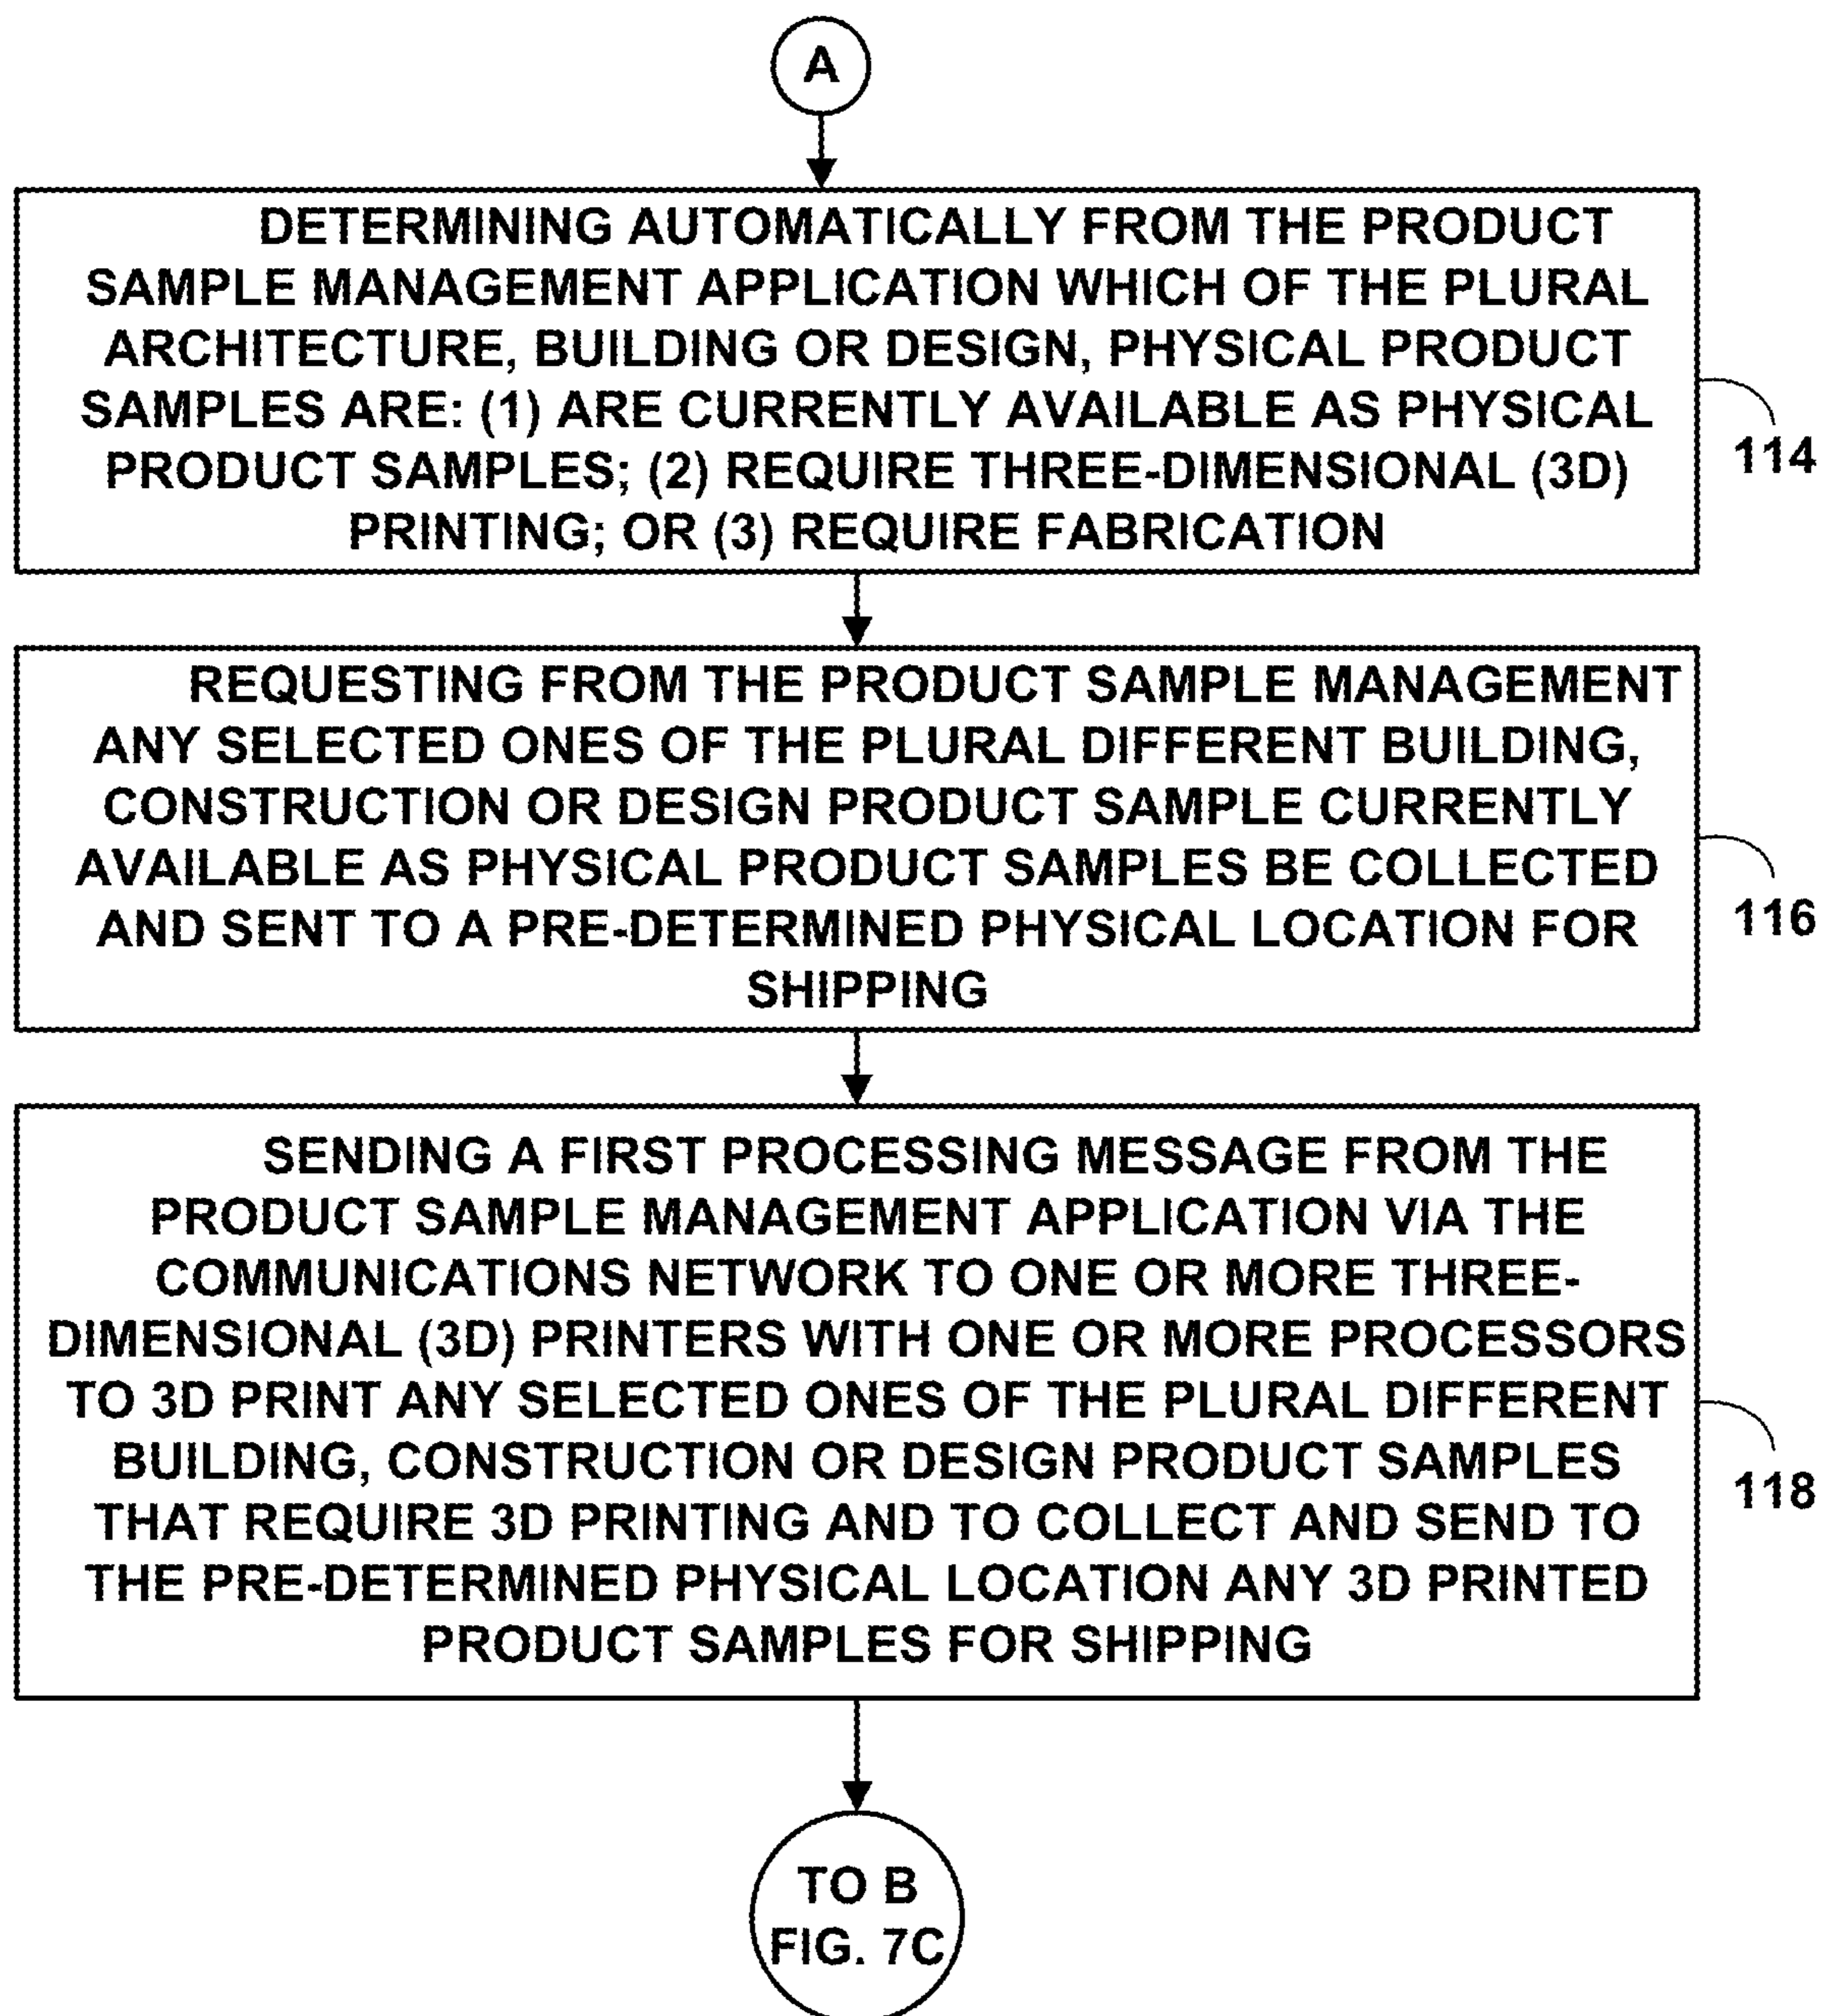 A
DETERMINING AUTOMATICALLY FROM THE PRODUCT
SAMPLE MANAGEMENT APPLICATION WHICH OF THE PLURAL
ARCHITECTURE, BUILDING OR DESIGN, PHYSICAL PRODUCT
SAMPLES ARE: (1) ARE CURRENTLY AVAILABLE AS PHYSICAL
PRODUCT SAMPLES; (2) REQUIRE THREE-DIMENSIONAL (3D)
PRINTING; OR (3) REQUIRE FABRICATION
114
REQUESTING FROM THE PRODUCT SAMPLE MANAGEMENT
ANY SELECTED ONES OF THE PLURAL DIFFERENT BUILDING,
CONSTRUCTION OR DESIGN PRODUCT SAMPLE CURRENTLY
AVAILABLE AS PHYSICAL PRODUCT SAMPLES BE COLLECTED
AND SENT TO A PRE-DETERMINED PHYSICAL LOCATION FOR
SHIPPING
116
SENDING A FIRST PROCESSING MESSAGE FROM THE
PRODUCT SAMPLE MANAGEMENT APPLICATION VIA THE
COMMUNICATIONS NETWORK TO ONE OR MORE THREE-
DIMENSIONAL (3D) PRINTERS WITH ONE OR MORE PROCESSORS
TO 3D PRINT ANY SELECTED ONES OF THE PLURAL DIFFERENT
BUILDING, CONSTRUCTION OR DESIGN PRODUCT SAMPLES
THAT REQUIRE 3D PRINTING AND TO COLLECT AND SEND TO
THE PRE-DETERMINED PHYSICAL LOCATION ANY 3D PRINTED
PRODUCT SAMPLES FOR SHIPPING
118
TO B
FIG. 7C